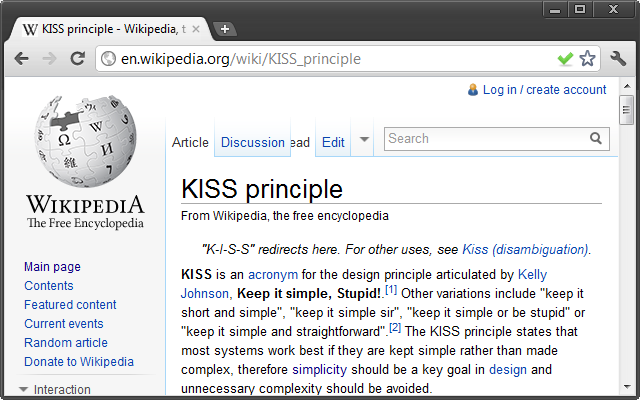 KISS principle - Wikipedia, t
en.wikipedia.org/wiki/KISS_principle
Log in / create account
Article Discussion ead Edit Search
WIKIPEDIA
The Free Encyclopedia
KISS principle
From Wikipedia, the free encyclopedia
"K-I-S-S" redirects here. For other uses, see Kiss (disambiguation).
KISS is an acronym for the design principle articulated by Kelly
Johnson, Keep it simple, Stupid!.[1] Other variations include "keep it
short and simple", "keep it simple sir", "keep it simple or be stupid" or
"keep it simple and straightforward".[2] The KISS principle states that
most systems work best if they are kept simple rather than made
complex, therefore simplicity should be a key goal in design and
unnecessary complexity should be avoided.
Main page
Contents
Featured content
Current events
Random article
Donate to Wikipedia
Interaction